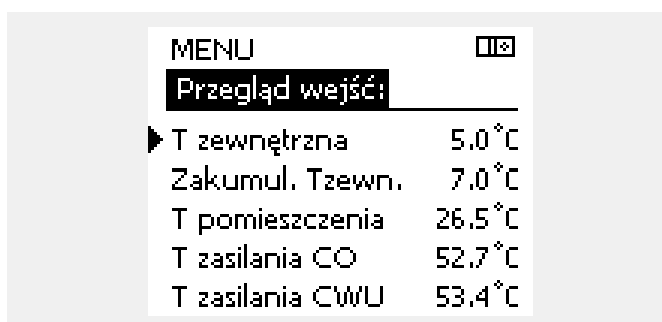 MENU
Przegląd wejść:
T zewnętrzna 5.0°C
Zakumul. Tzewn. 7.0°C
T pomieszczenia 26.5°C
T zasilania CO 52.7°C
T zasilania CWU 53.4°C